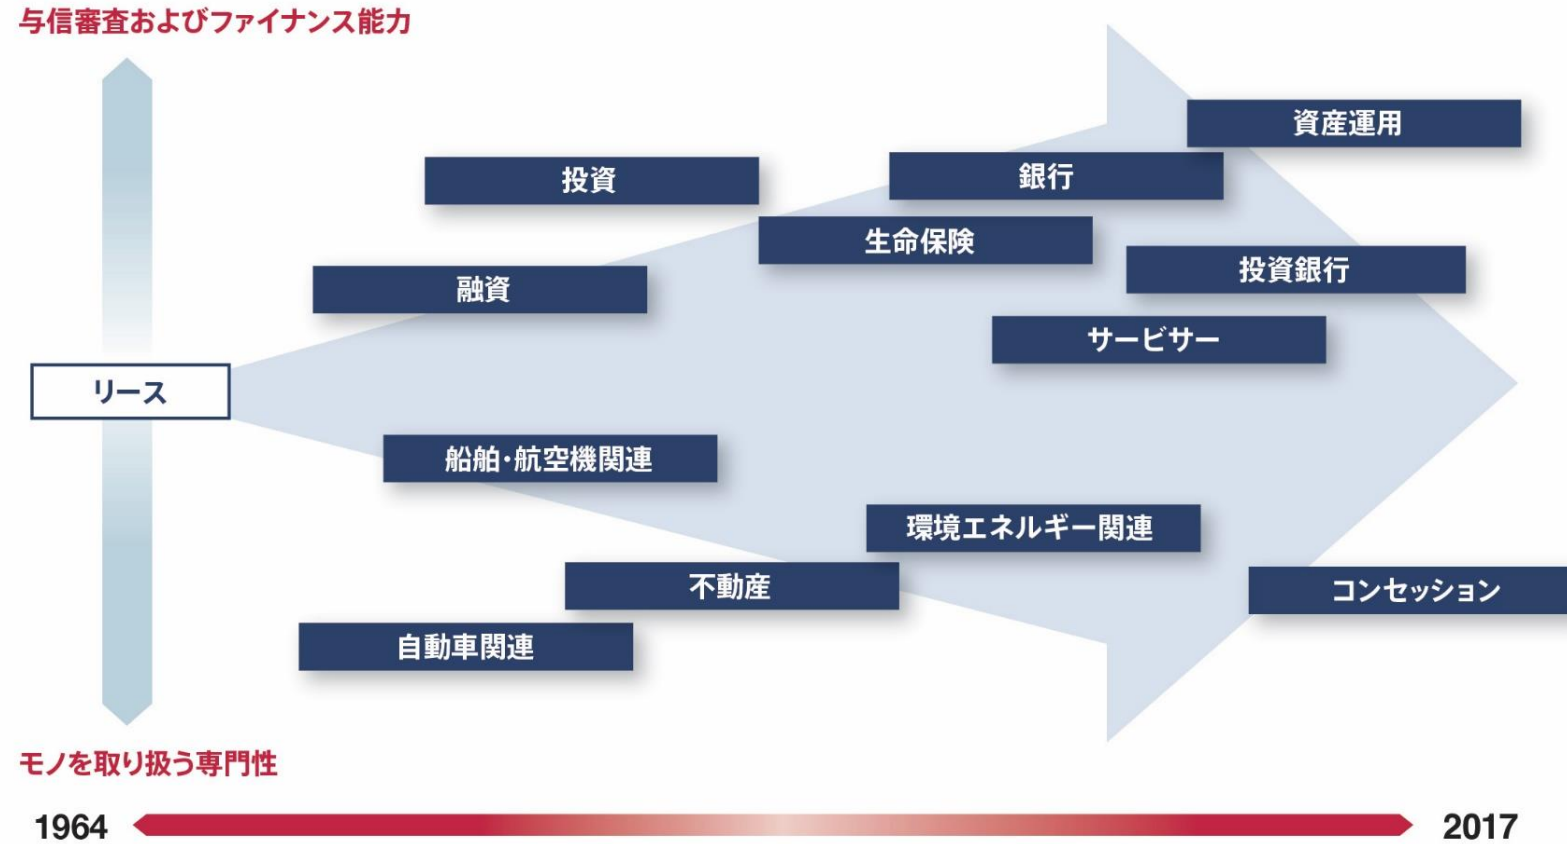 与信審査およびファイナンス能力
資産運用
投資
銀行
生命保険
投資銀行
融資
サービサー
リース
船舶・航空機関連
環境エネルギー関連
不動産
コンセッション
自動車関連
モノを取り扱う専門性
1964
2017